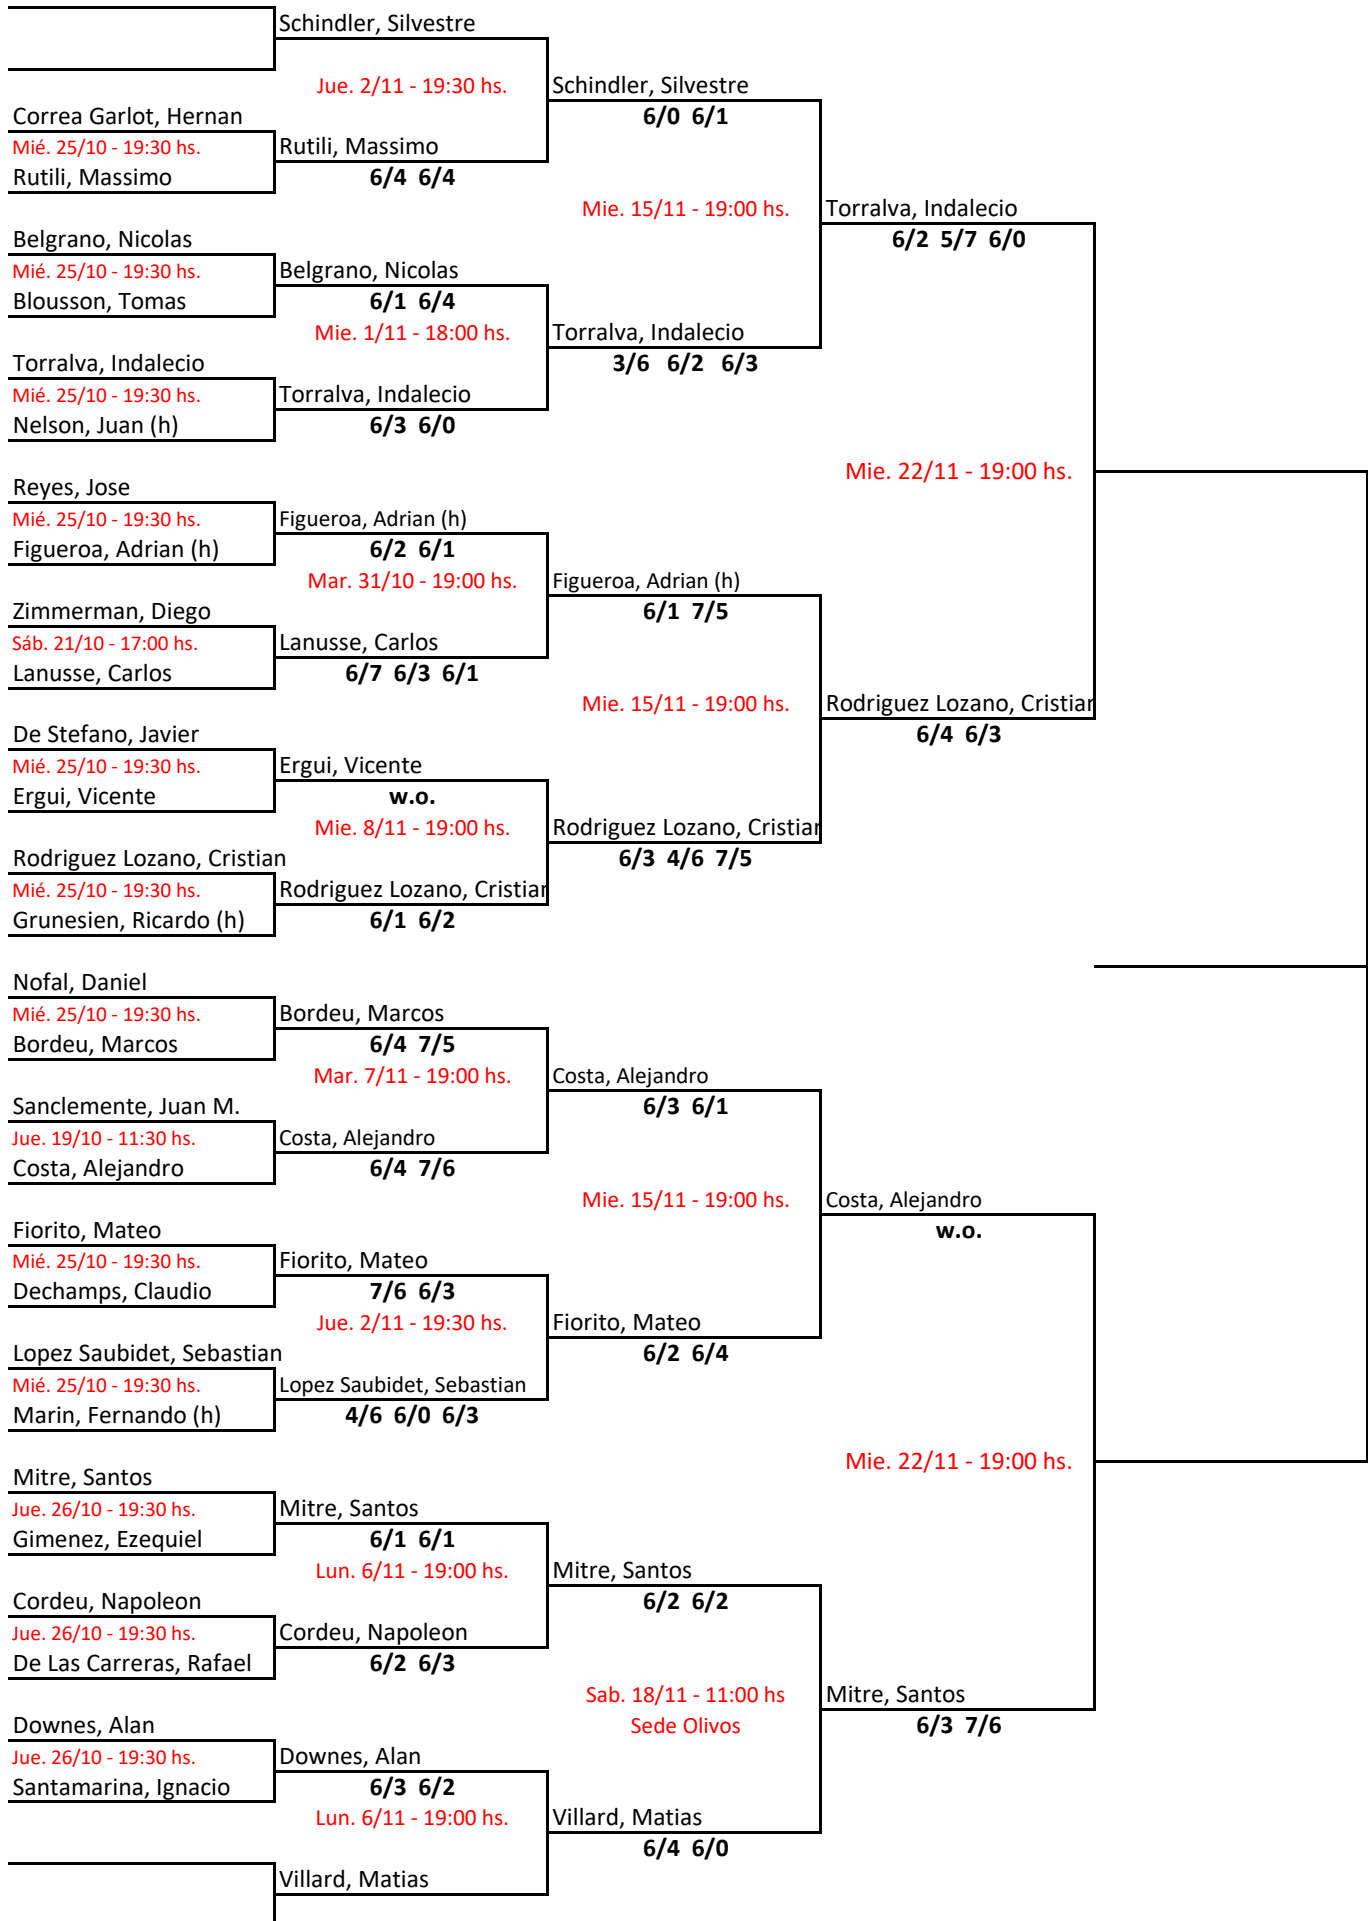 Schindler, Silvestre
Jue. 2/11 - 19:30 hs.
Schindler, Silvestre
6/0 6/1
Correa Garlot, Hernan
Mié. 25/10 - 19:30 hs.
Rutili, Massimo
Rutili, Massimo
6/4 6/4
Mie. 15/11 - 19:00 hs.
Torralva, Indalecio
6/2 5/7 6/0
Belgrano, Nicolas
Mié. 25/10 - 19:30 hs.
Blousson, Tomas
Belgrano, Nicolas
6/1 6/4
Mie. 1/11 - 18:00 hs.
Torralva, Indalecio
3/6 6/2 6/3
Torralva, Indalecio
Mié. 25/10 - 19:30 hs.
Nelson, Juan (h)
Torralva, Indalecio
6/3 6/0
Mie. 22/11 - 19:00 hs.
Reyes, Jose
Mié. 25/10 - 19:30 hs.
Figueroa, Adrian (h)
Figueroa, Adrian (h)
6/2 6/1
Mar. 31/10 - 19:00 hs.
Figueroa, Adrian (h)
6/1 7/5
Zimmerman, Diego
Sáb. 21/10 - 17:00 hs.
Lanusse, Carlos
Lanusse, Carlos
6/7 6/3 6/1
Mie. 15/11 - 19:00 hs.
Rodriguez Lozano, Cristian
6/4 6/3
De Stefano, Javier
Mié. 25/10 - 19:30 hs.
Ergui, Vicente
Ergui, Vicente
w.o.
Mie. 8/11 - 19:00 hs.
Rodriguez Lozano, Cristian
6/3 4/6 7/5
Rodriguez Lozano, Cristian
Mié. 25/10 - 19:30 hs.
Grunesien, Ricardo (h)
Rodriguez Lozano, Cristian
6/1 6/2
Nofal, Daniel
Mié. 25/10 - 19:30 hs.
Bordeu, Marcos
Bordeu, Marcos
6/4 7/5
Mar. 7/11 - 19:00 hs.
Costa, Alejandro
6/3 6/1
Sanclemente, Juan M.
Jue. 19/10 - 11:30 hs.
Costa, Alejandro
Costa, Alejandro
6/4 7/6
Mie. 15/11 - 19:00 hs.
Costa, Alejandro
w.o.
Fiorito, Mateo
Mié. 25/10 - 19:30 hs.
Dechamps, Claudio
Fiorito, Mateo
7/6 6/3
Jue. 2/11 - 19:30 hs.
Fiorito, Mateo
6/2 6/4
Lopez Saubidet, Sebastian
Mié. 25/10 - 19:30 hs.
Marin, Fernando (h)
Lopez Saubidet, Sebastian
4/6 6/0 6/3
Mie. 22/11 - 19:00 hs.
Mitre, Santos
Jue. 26/10 - 19:30 hs.
Gimenez, Ezequiel
Mitre, Santos
6/1 6/1
Lun. 6/11 - 19:00 hs.
Mitre, Santos
6/2 6/2
Cordeu, Napoleon
Jue. 26/10 - 19:30 hs.
De Las Carreras, Rafael
Cordeu, Napoleon
6/2 6/3
Sab. 18/11 - 11:00 hs
Sede Olivos
Mitre, Santos
6/3 7/6
Downes, Alan
Jue. 26/10 - 19:30 hs.
Santamarina, Ignacio
Downes, Alan
6/3 6/2
Lun. 6/11 - 19:00 hs.
Villard, Matias
6/4 6/0
Villard, Matias